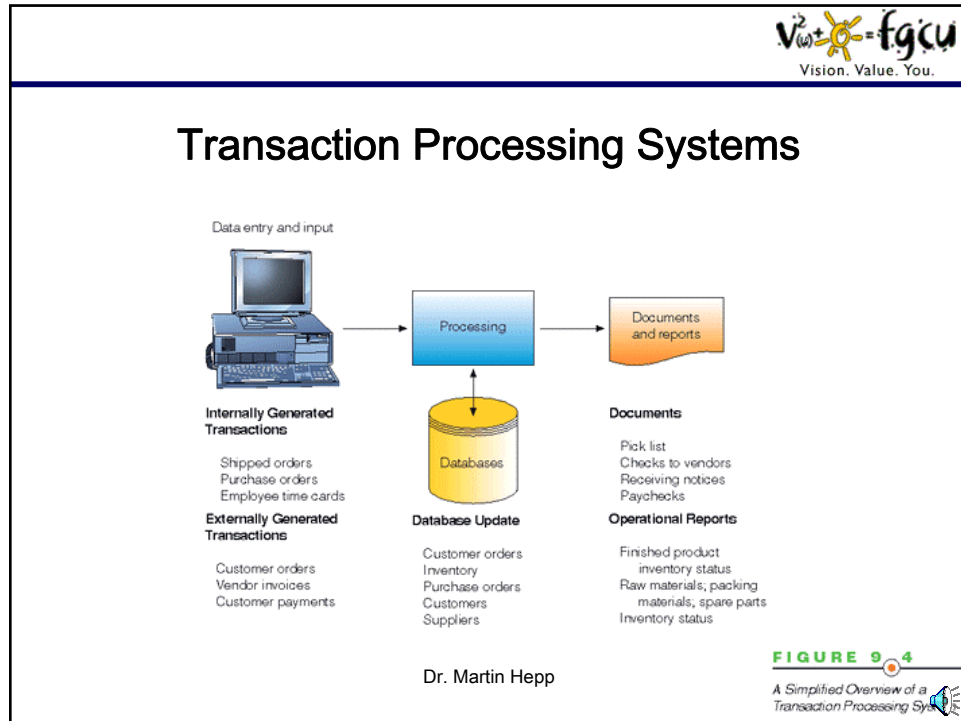 V²(u)+ = fgcu
Vision. Value. You.
Transaction Processing Systems
Data entry and input
Processing
Documents
and reports
Databases
Internally Generated
Transactions
Shipped orders
Purchase orders
Employee time cards
Externally Generated
Transactions
Customer orders
Vendor invoices
Customer payments
Database Update
Customer orders
Inventory
Purchase orders
Customers
Suppliers
Documents
Pick list
Checks to vendors
Receiving notices
Paychecks
Operational Reports
Finished product
inventory status
Raw materials; packing
materials; spare parts
Inventory status
Dr. Martin Hepp
FIGURE 9.4
A Simplified Overview of a
Transaction Processing Sys